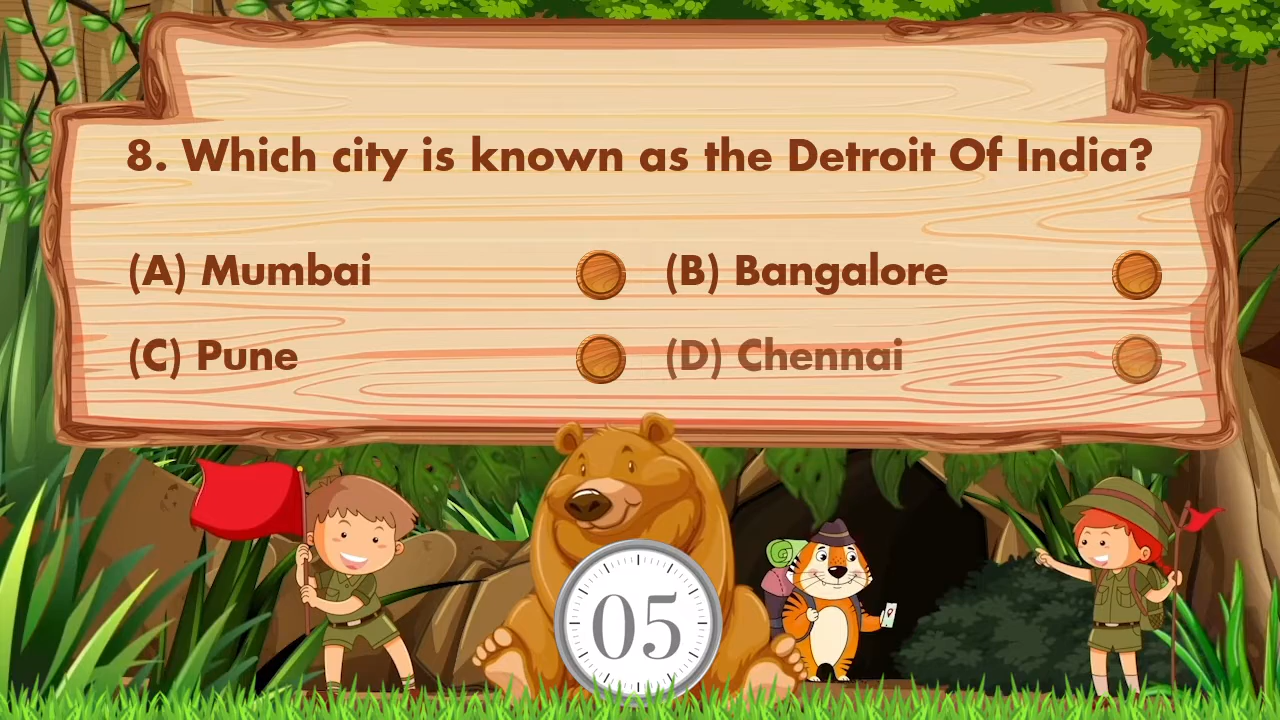 8. Which city is known as the Detroit Of India?
(A) Mumbai (B) Bangalore
(C) Pune (D) Chennai
05